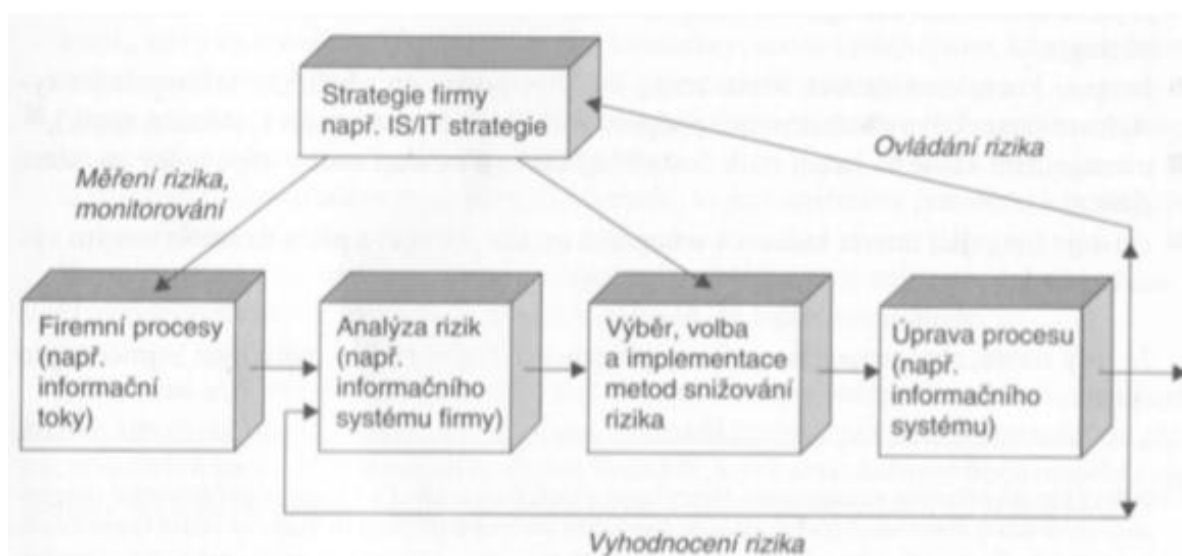 Strategie firmy
např. IS/IT strategie
Ovládání rizika
Měření rizika,
monitorování
Firemní procesy
(např.
informační
toky)
Analýza rizik
(např.
informačního
systému firmy)
Výběr, volba
a implementace
metod snižování
rizika
Úprava procesu
(např.
informačního
systému)
Vyhodnocení rizika